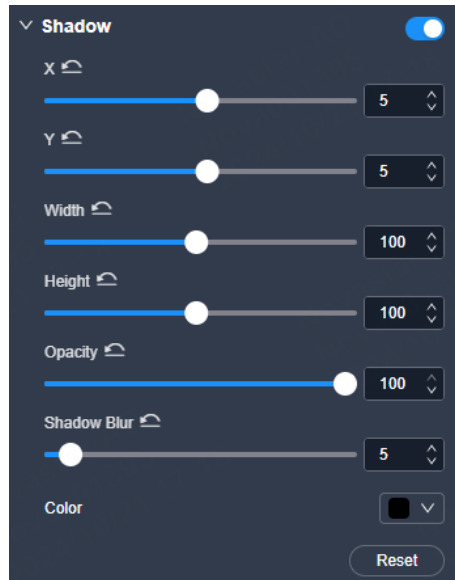 Shadow
X
5
Y
5
Width
100
Height
100
Opacity
100
Shadow Blur
5
Color
Reset